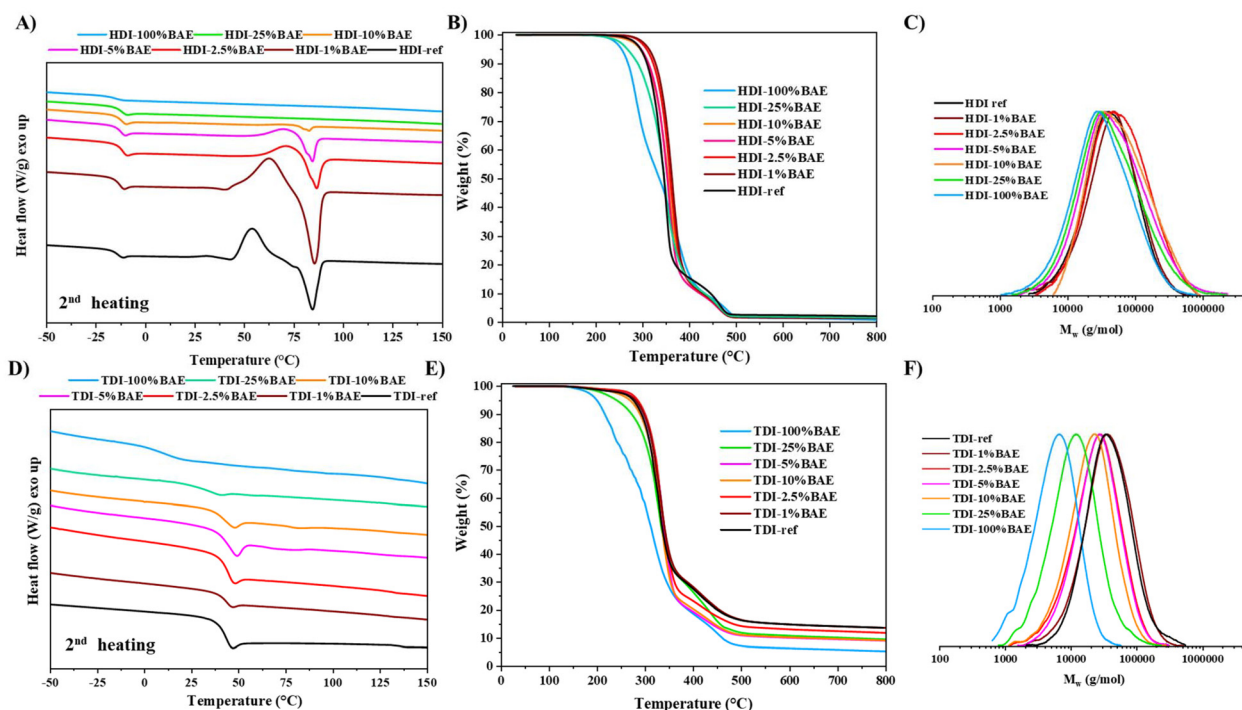 A)
HDI-100%BAE HDI-25%BAE HDI-10%BAE
HDI-5%BAE HDI-2.5%BAE HDI-1%BAE HDI-ref
Heat flow (W/g) exo up
2nd heating
-50 -25 0 25 50 75 100 125 150
Temperature (°C)
B)
100
90
80
70
60
50
40
30
20
10
0
Weight (%)
HDI-100%BAE
HDI-25%BAE
HDI-10%BAE
HDI-5%BAE
HDI-2.5%BAE
HDI-1%BAE
HDI-ref
0 100 200 300 400 500 600 700 800
Temperature (°C)
C)
HDI ref
HDI-1%BAE
HDI-2.5%BAE
HDI-5%BAE
HDI-10%BAE
HDI-25%BAE
HDI-100%BAE
100 1000 10000 100000 1000000
Mw (g/mol)
D)
TDI-100%BAE TDI-25%BAE TDI-10%BAE
TDI-5%BAE TDI-2.5%BAE TDI-1%BAE TDI-ref
Heat flow (W/g) exo up
2nd heating
-50 -25 0 25 50 75 100 125 150
Temperature (°C)
E)
100
90
80
70
60
50
40
30
20
10
0
Weight (%)
TDI-100%BAE
TDI-25%BAE
TDI-5%BAE
TDI-10%BAE
TDI-2.5%BAE
TDI-1%BAE
TDI-ref
0 100 200 300 400 500 600 700 800
Temperature (°C)
F)
TDI-ref
TDI-1%BAE
TDI-2.5%BAE
TDI-5%BAE
TDI-10%BAE
TDI-25%BAE
TDI-100%BAE
100 1000 10000 100000 1000000
Mw (g/mol)